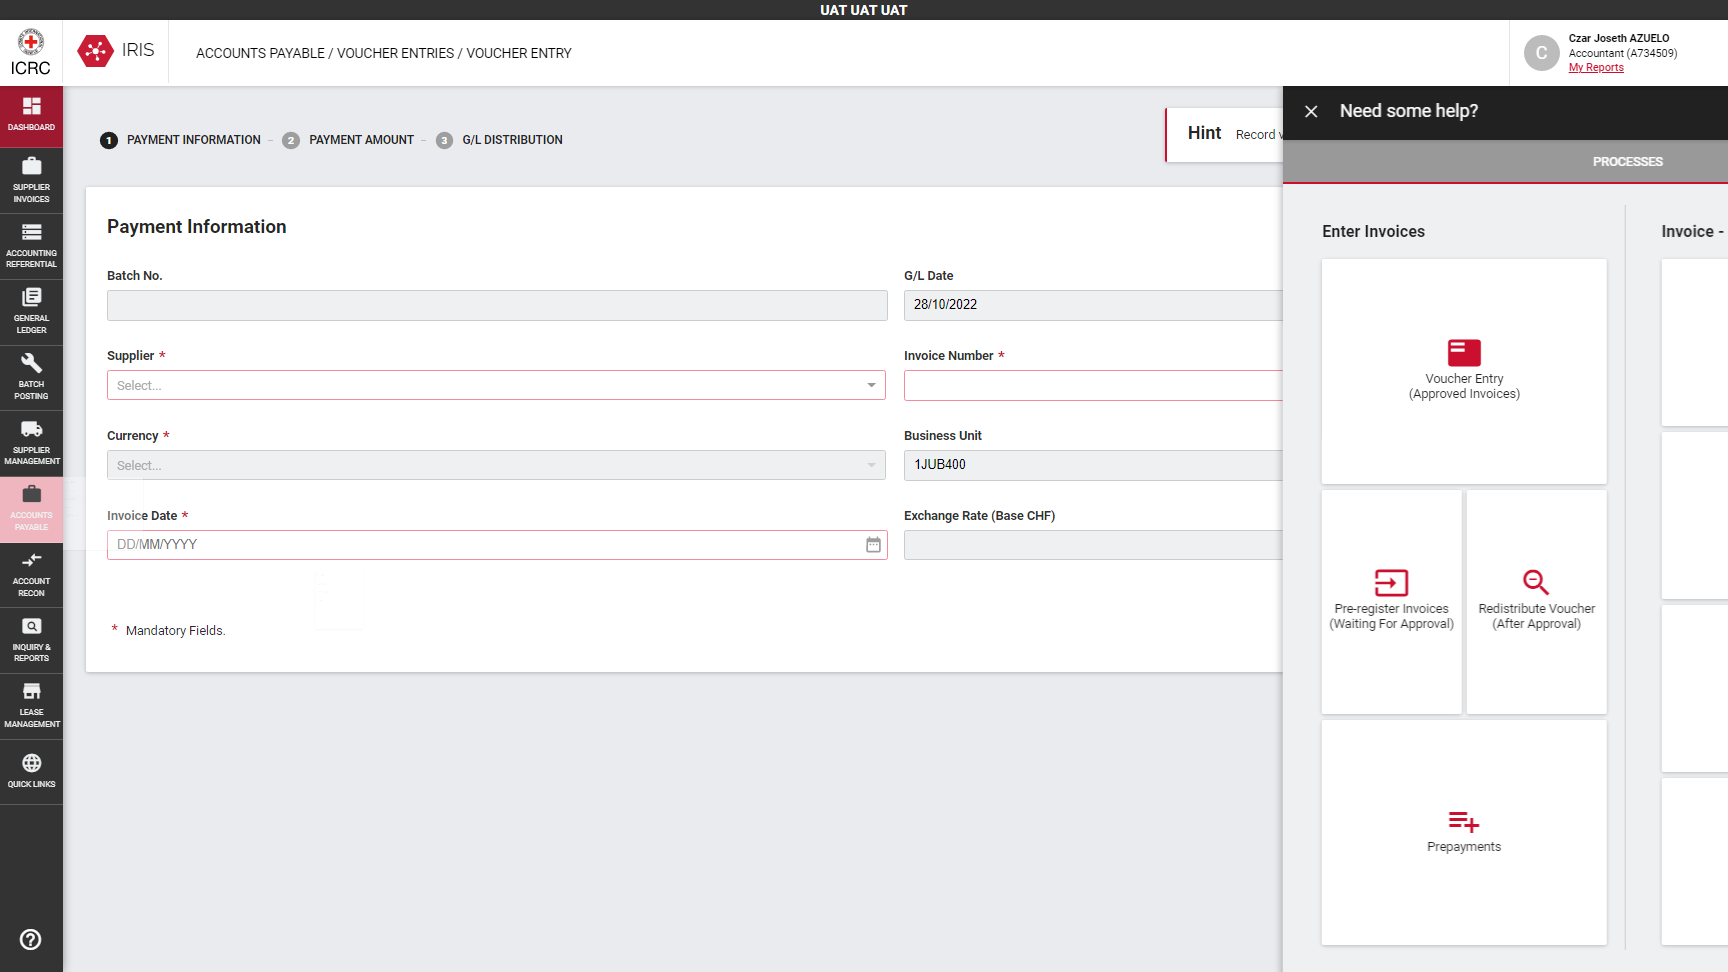 UAT UAT UAT
ICRC
IRIS
ACCOUNTS PAYABLE / VOUCHER ENTRIES / VOUCHER ENTRY
C
Czar Joseth AZUELO
Accountant (A734509)
My Reports
DASHBOARD
SUPPLIER
INVOICES
ACCOUNTING
REFERENTIAL
GENERAL
LEDGER
BATCH
POSTING
SUPPLIER
MANAGEMENT
ACCOUNTS
PAYABLE
ACCOUNT
RECON
INQUIRY &
REPORTS
LEASE
MANAGEMENT
QUICK LINKS
1 PAYMENT INFORMATION - 2 PAYMENT AMOUNT - 3 G/L DISTRIBUTION
Hint Record
Payment Information
Batch No.
G/L Date
28/10/2022
Supplier *
Select...
Invoice Number *
Currency *
Select...
Business Unit
1JUB400
Invoice Date *
DD/MM/YYYY
Exchange Rate (Base CHF)
* Mandatory Fields.
Need some help?
PROCESSES
Enter Invoices
Invoice -
Voucher Entry
(Approved Invoices)
Pre-register Invoices
(Waiting For Approval)
Redistribute Voucher
(After Approval)
Prepayments